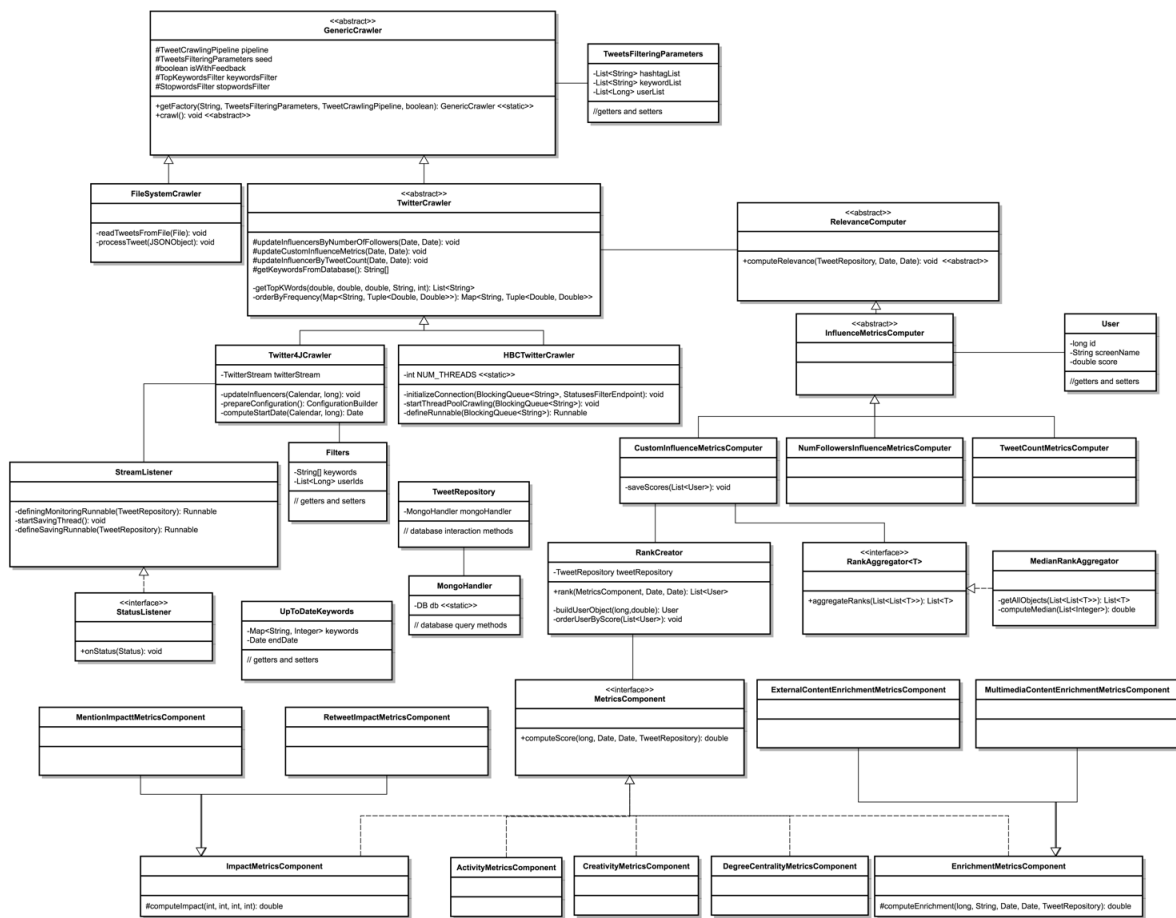 <<abstract>>
GenericCrawler
#TweetCrawlingPipeline pipeline
#TweetsFilteringParameters seed
#boolean isWithFeedback
#TopKeywordsFilter keywordsFilter
#StopwordsFilter stopwordsFilter
+getFactory(String, TweetsFilteringParameters, TweetCrawlingPipeline, boolean): GenericCrawler <<static>>
+crawl(): void <<abstract>>
TweetsFilteringParameters
-List<String> hashtagList
-List<String> keywordList
-List<Long> userList
//getters and setters
FileSystemCrawler
-readTweetsFromFile(File): void
-processTweet(JSONObject): void
<<abstract>>
TwitterCrawler
#updateInfluencersByNumberOfFollowers(Date, Date): void
#updateCustomInfluenceMetrics(Date, Date): void
#updateInfluencerByTweetCount(Date, Date): void
#getKeywordsFromDatabase(): String[]
-getTopKWords(double, double, double, String, int): List<String>
-orderByFrequency(Map<String, Tuple<Double, Double>>): Map<String, Tuple<Double, Double>>
<<abstract>>
RelevanceComputer
+computeRelevance(TweetRepository, Date, Date): void <<abstract>>
<<abstract>>
InfluenceMetricsComputer
User
-long id
-String screenName
-double score
//getters and setters
Twitter4JCrawler
-TwitterStream twitterStream
-updateInfluencers(Calendar, long): void
-prepareConfiguration(): ConfigurationBuilder
-computeStartDate(Calendar, long): Date
HBCTwitterCrawler
-int NUM_THREADS <<static>>
-initializeConnection(BlockingQueue<String>, StatusesFilterEndpoint): void
-startThreadPoolCrawling(BlockingQueue<String>): void
-defineRunnable(BlockingQueue<String>): Runnable
CustomInfluenceMetricsComputer
-saveScores(List<User>): void
NumFollowersInfluenceMetricsComputer
TweetCountMetricsComputer
StreamListener
-definingMonitoringRunnable(TweetRepository): Runnable
-startSavingThread(): void
-defineSavingRunnable(TweetRepository): Runnable
Filters
-String[] keywords
-List<Long> userIds
// getters and setters
TweetRepository
-MongoHandler mongoHandler
// database interaction methods
RankCreator
-TweetRepository tweetRepository
+rank(MetricsComponent, Date, Date): List<User>
-buildUserObject(long,double): User
-orderUserByScore(List<User>): void
<<interface>>
RankAggregator<T>
+aggregateRanks(List<List<T>>): List<T>
MedianRankAggregator
-getAllObjects(List<List<T>>): List<T>
-computeMedian(List<Integer>): double
<<interface>>
StatusListener
+onStatus(Status): void
UpToDateKeywords
-Map<String, Integer> keywords
-Date endDate
// getters and setters
MongoHandler
-DB db <<static>>
// database query methods
MentionImpacttMetricsComponent
RetweetImpactMetricsComponent
<<interface>>
MetricsComponent
+computeScore(long, Date, Date, TweetRepository): double
ExternalContentEnrichmentMetricsComponent
MultimediaContentEnrichmentMetricsComponent
ImpactMetricsComponent
#computeImpact(int, int, int, int): double
ActivityMetricsComponent
CreativityMetricsComponent
DegreeCentralityMetricsComponent
EnrichmentMetricsComponent
#computeEnrichment(long, String, Date, Date, TweetRepository): double